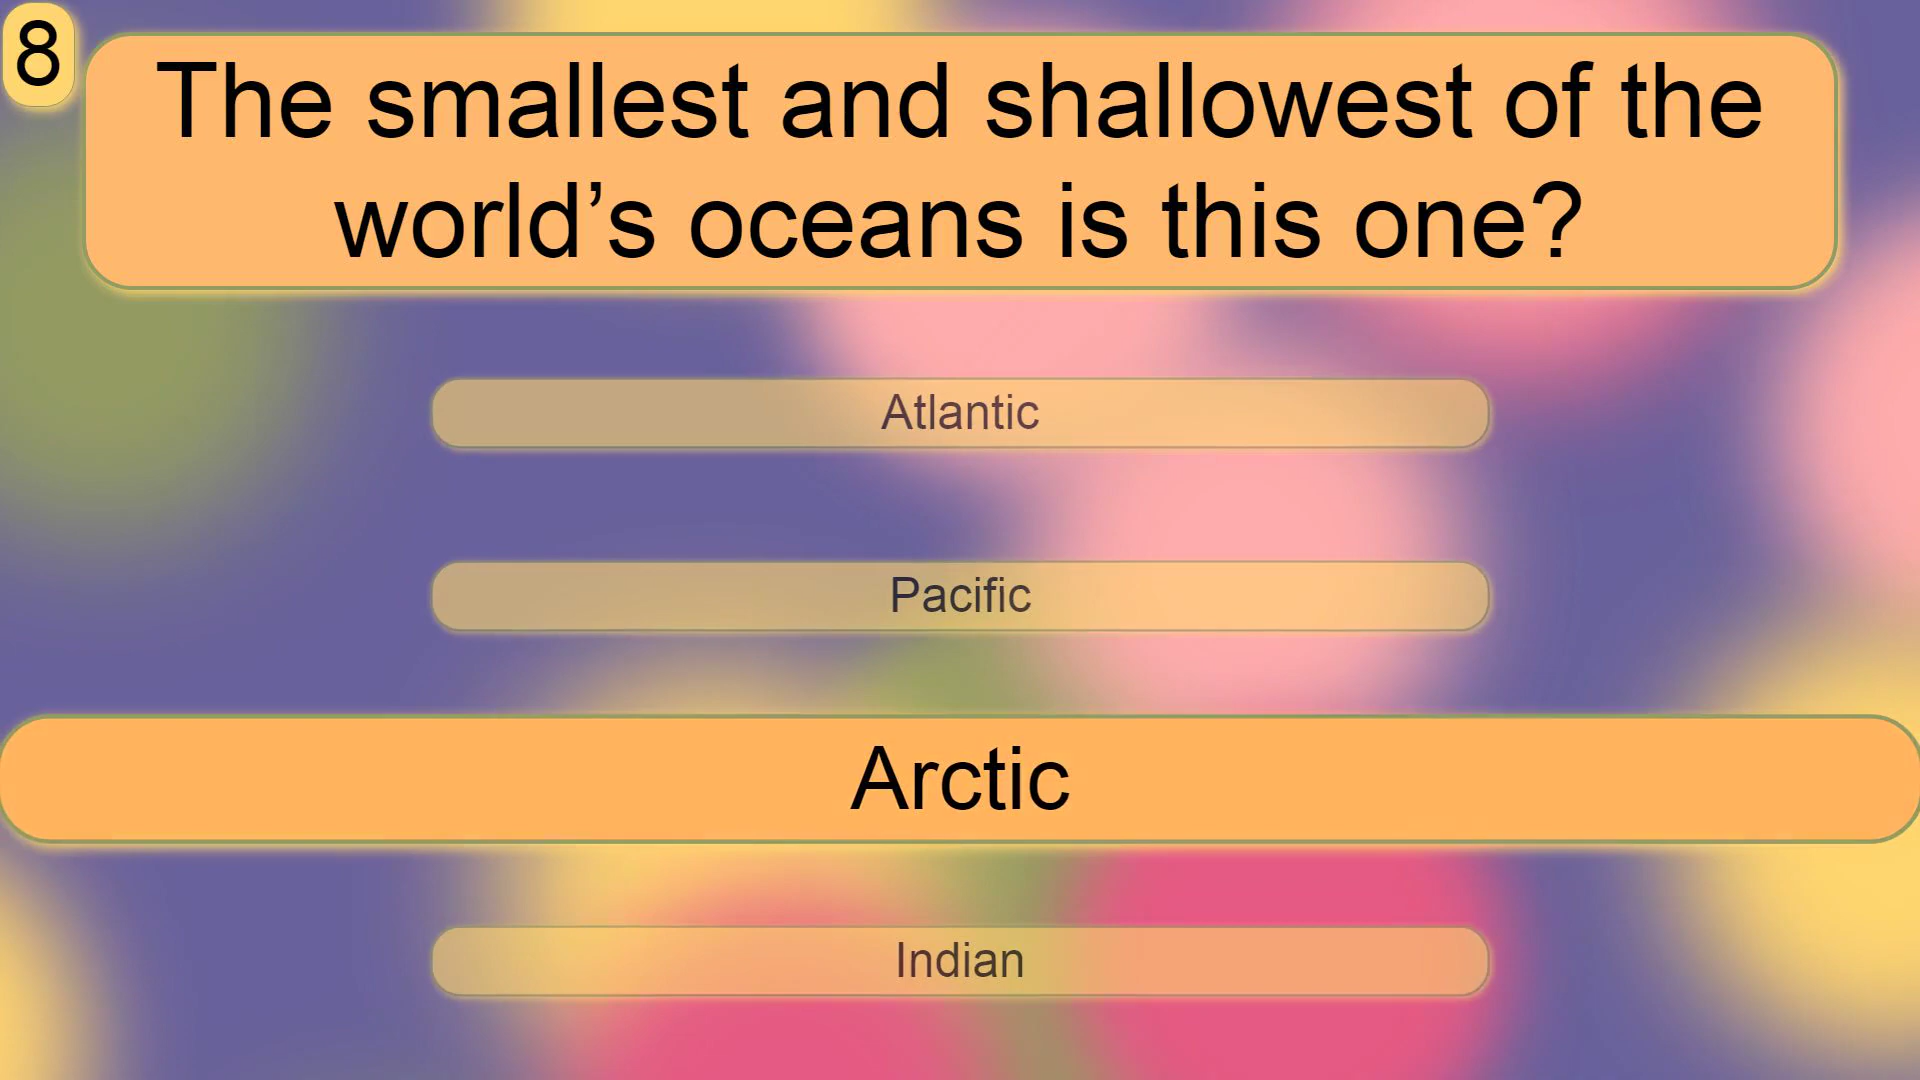 8
The smallest and shallowest of the
world’s oceans is this one?
Atlantic
Pacific
Arctic
Indian